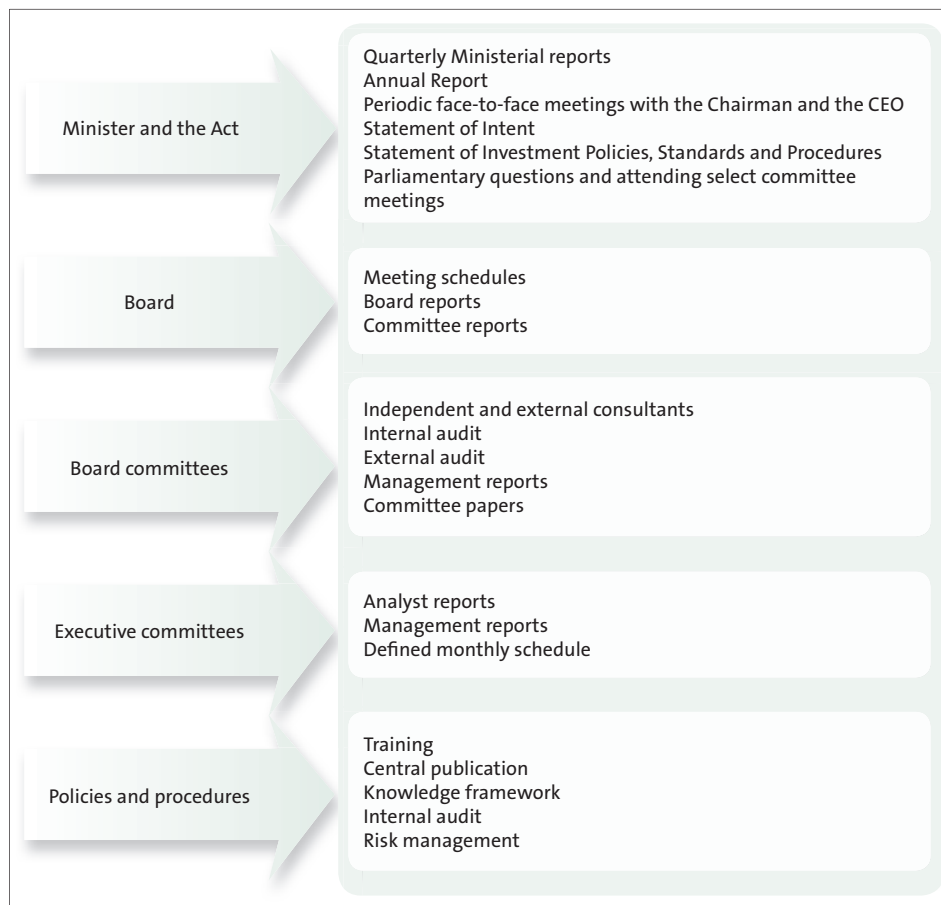 Minister and the Act
Quarterly Ministerial reports
Annual Report
Periodic face-to-face meetings with the Chairman and the CEO
Statement of Intent
Statement of Investment Policies, Standards and Procedures
Parliamentary questions and attending select committee
meetings
Board
Meeting schedules
Board reports
Committee reports
Board committees
Independent and external consultants
Internal audit
External audit
Management reports
Committee papers
Executive committees
Analyst reports
Management reports
Defined monthly schedule
Policies and procedures
Training
Central publication
Knowledge framework
Internal audit
Risk management